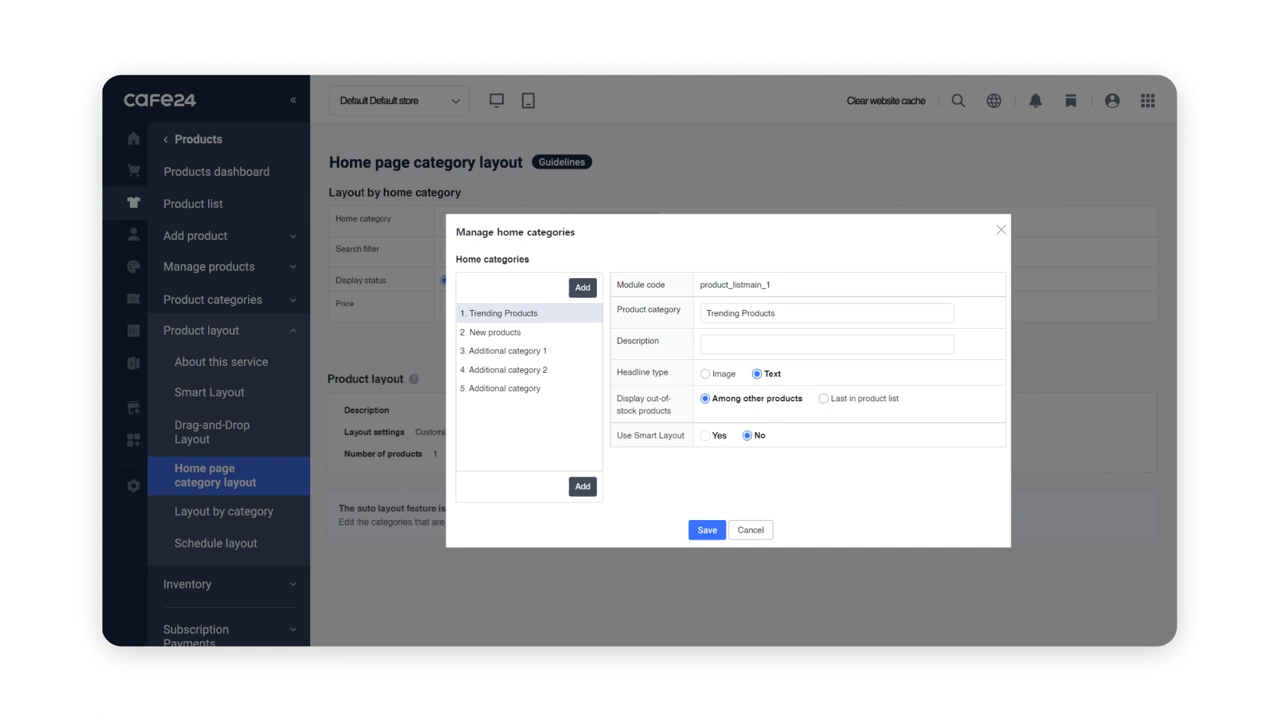 CAFE24
«
Default Default store
Clear website cache
Products
Products dashboard
Product list
Add product
Manage products
Product categories
Product layout
About this service
Smart Layout
Drag-and-Drop
Layout
Home page
category layout
Layout by category
Schedule layout
Inventory
Subscription
Payments
Home page category layout
Guidelines
Layout by home category
Home category
Search filter
Display status
Price
Product layout ?
Description
Layout settings
Number of products 1
The auto layout feature is
Edit the categories that are
Manage home categories
Home categories
Add
1. Trending Products
2. New products
3. Additional category 1
4. Additional category 2
5. Additional category
Add
Module code product_listmain_1
Product category Trending Products
Description
Headline type Image Text
Display out-of-
stock products
Among other products Last in product list
Use Smart Layout Yes No
Save
Cancel